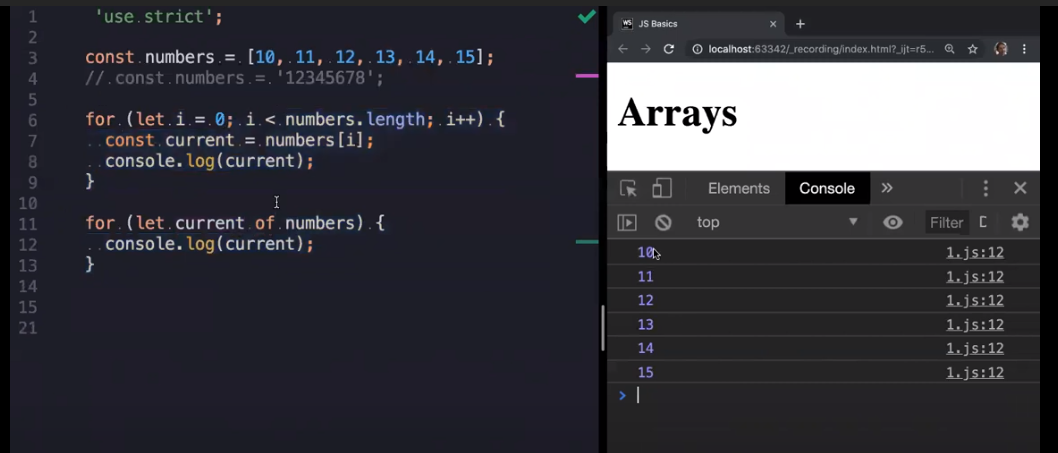 1 'use strict';
2
3 const numbers = [10, 11, 12, 13, 14, 15];
4 // const numbers = '12345678';
5
6 for (let i = 0; i < numbers.length; i++) {
7 const current = numbers[i];
8 console.log(current);
9 }
10
11 for (let current of numbers) {
12 console.log(current);
13 }
14
15
21
WS JS Basics × +
localhost:63342/_recording/index.html?_ijt=r5...
Arrays
Elements Console »
top Filter D
10 1.js:12
11 1.js:12
12 1.js:12
13 1.js:12
14 1.js:12
15 1.js:12
>